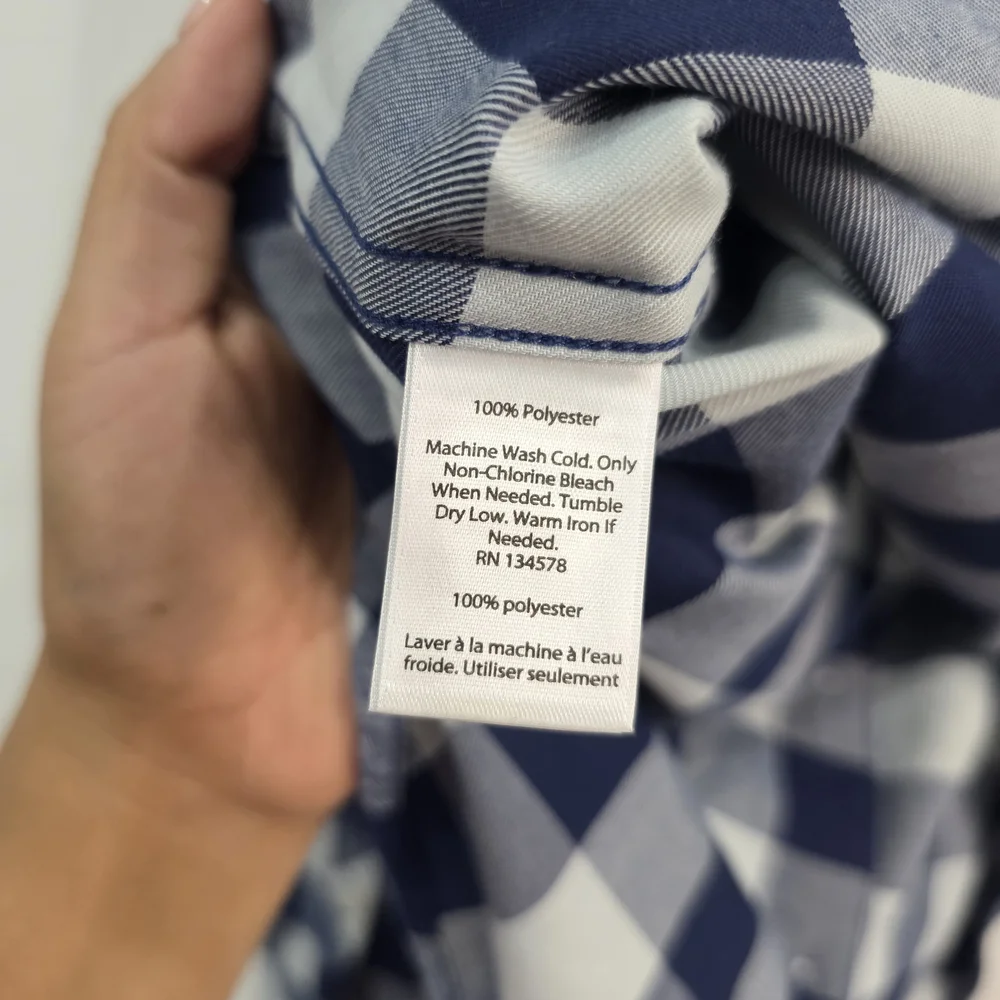 100% Polyester
Machine Wash Cold. Only
Non-Chlorine Bleach
When Needed. Tumble
Dry Low. Warm Iron If
Needed.
RN 134578
100% polyester
Laver à la machine à l'eau
froide. Utiliser seulement